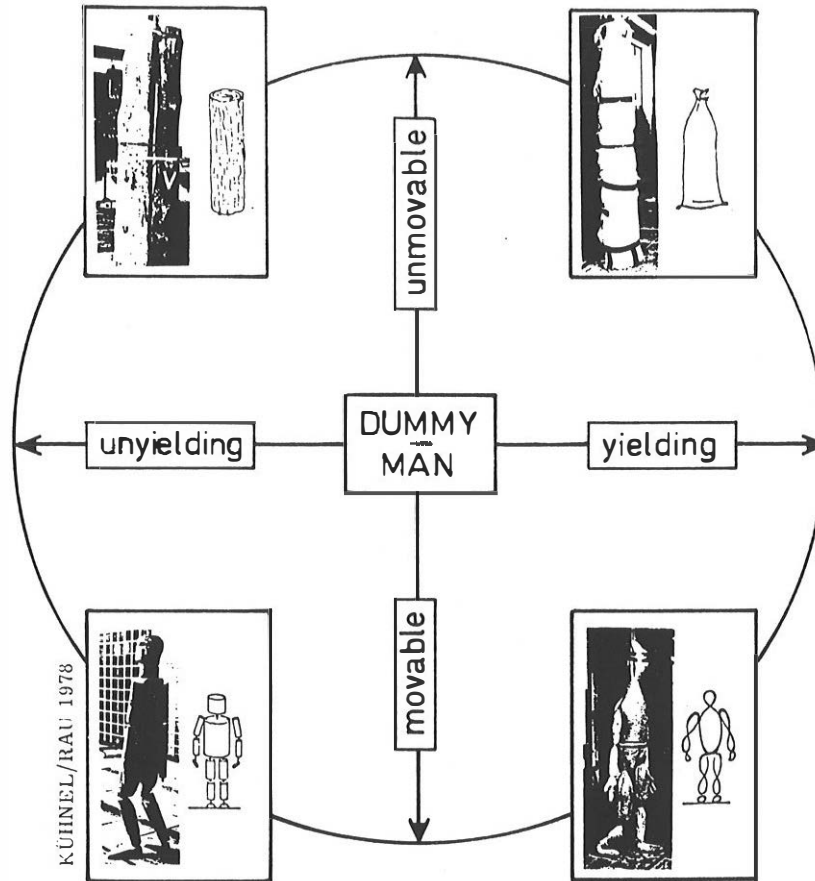 unmovable
DUMMY
MAN
unyielding
yielding
movable
KÜHNEL/RAU 1978